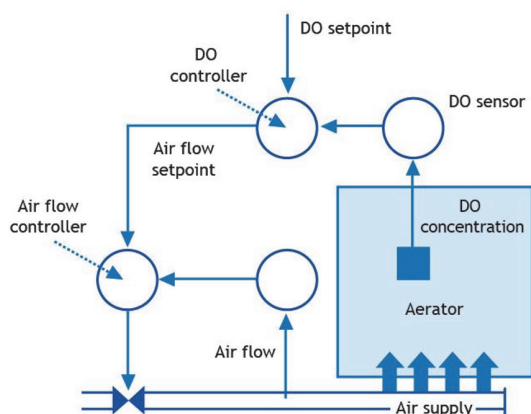 DO setpoint
DO
controller
DO sensor
Air flow
setpoint
DO
concentration
Air flow
controller
Aerator
Air flow
Air supply